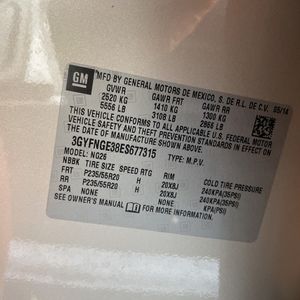 GM
MFD BY GENERAL MOTORS DE MEXICO, S. DE R.L. DE C.V. 05/14
GVWR GAWR FRT GAWR RR
2520 KG 1410 KG 1300 KG
5556 LB 3108 LB 2866 LB
THIS VEHICLE CONFORMS TO ALL APPLICABLE U.S. FEDERAL MOTOR
VEHICLE SAFETY AND THEFT PREVENTION STANDARDS IN EFFECT ON
THE DATE OF MANUFACTURE SHOWN ABOVE.
3GYFNGE38ES677315 TYPE: M.P.V.
MODEL: NG26
NBBK TIRE SIZE SPEED RTG RIM COLD TIRE PRESSURE
FRT P235/55R20 H 20X8J 240KPA(35PSI)
RR P235/55R20 H 20X8J 240KPA(35PSI)
SPA NONE NONE KPA(PSI)
SEE OWNER'S MANUAL FOR MORE INFORMATION.